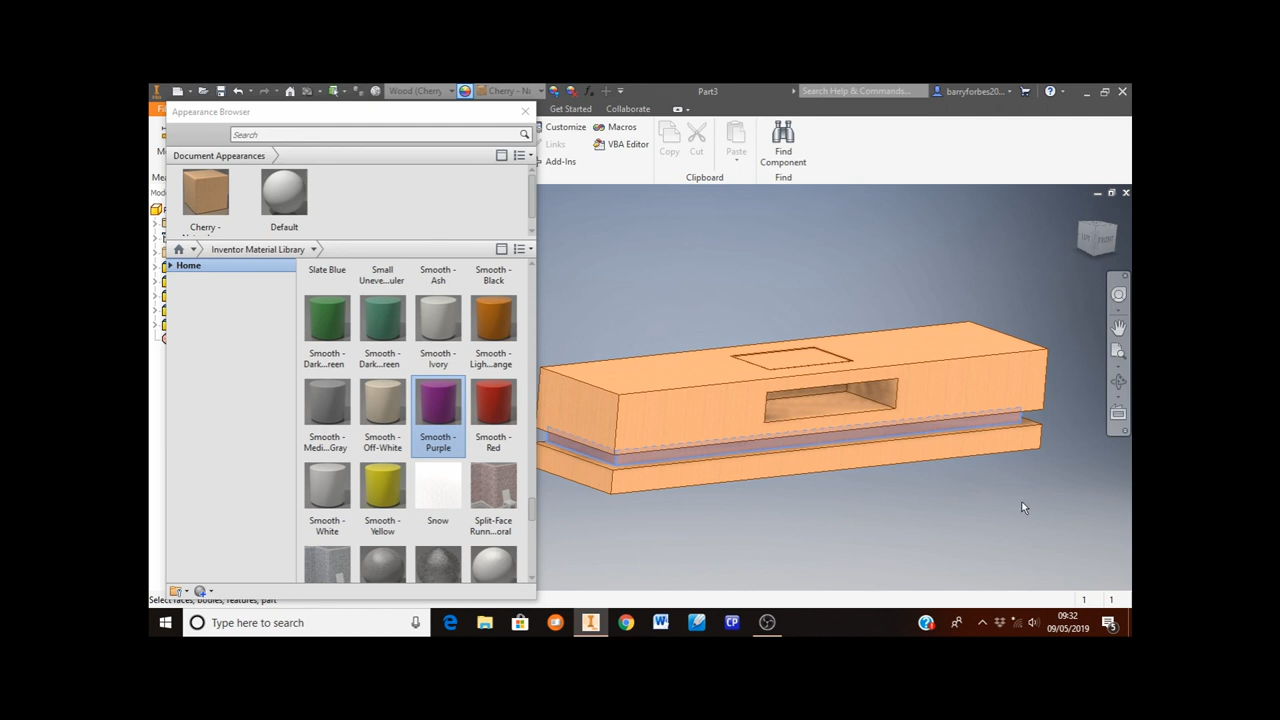 Wood (Cherry
Cherry - Na
Part3
Search Help & Commands...
barryforbes20...
Appearance Browser
Get Started
Collaborate
Search
Customize
Macros
Links
VBA Editor
Copy
Cut
Paste
Find
Component
Add-Ins
Clipboard
Find
Document Appearances
Cherry -
Default
Inventor Material Library
Home
Slate Blue
Small
Uneve...uler
Smooth -
Ash
Smooth -
Black
Smooth -
Dark...reen
Smooth -
Dark...reen
Smooth -
Ivory
Smooth -
Ligh...ange
Smooth -
Medi...Gray
Smooth -
Off-White
Smooth -
Purple
Smooth -
Red
Smooth -
White
Smooth -
Yellow
Snow
Split-Face
Runn...oral
FRONT
Select faces, bodies, features, part
1 1
Type here to search
CP
09:32
09/05/2019
5